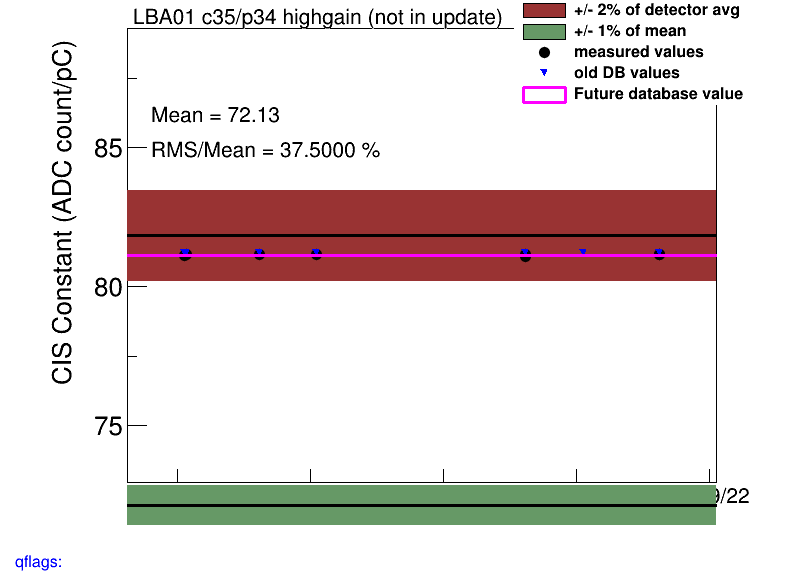 LBA01 c35/p34 highgain (not in update)
+/- 2% of detector avg
+/- 1% of mean
measured values
old DB values
Future database value
Mean = 72.13
RMS/Mean = 37.5000 %
CIS Constant (ADC count/pC)
85
80
75
/22
qflags: